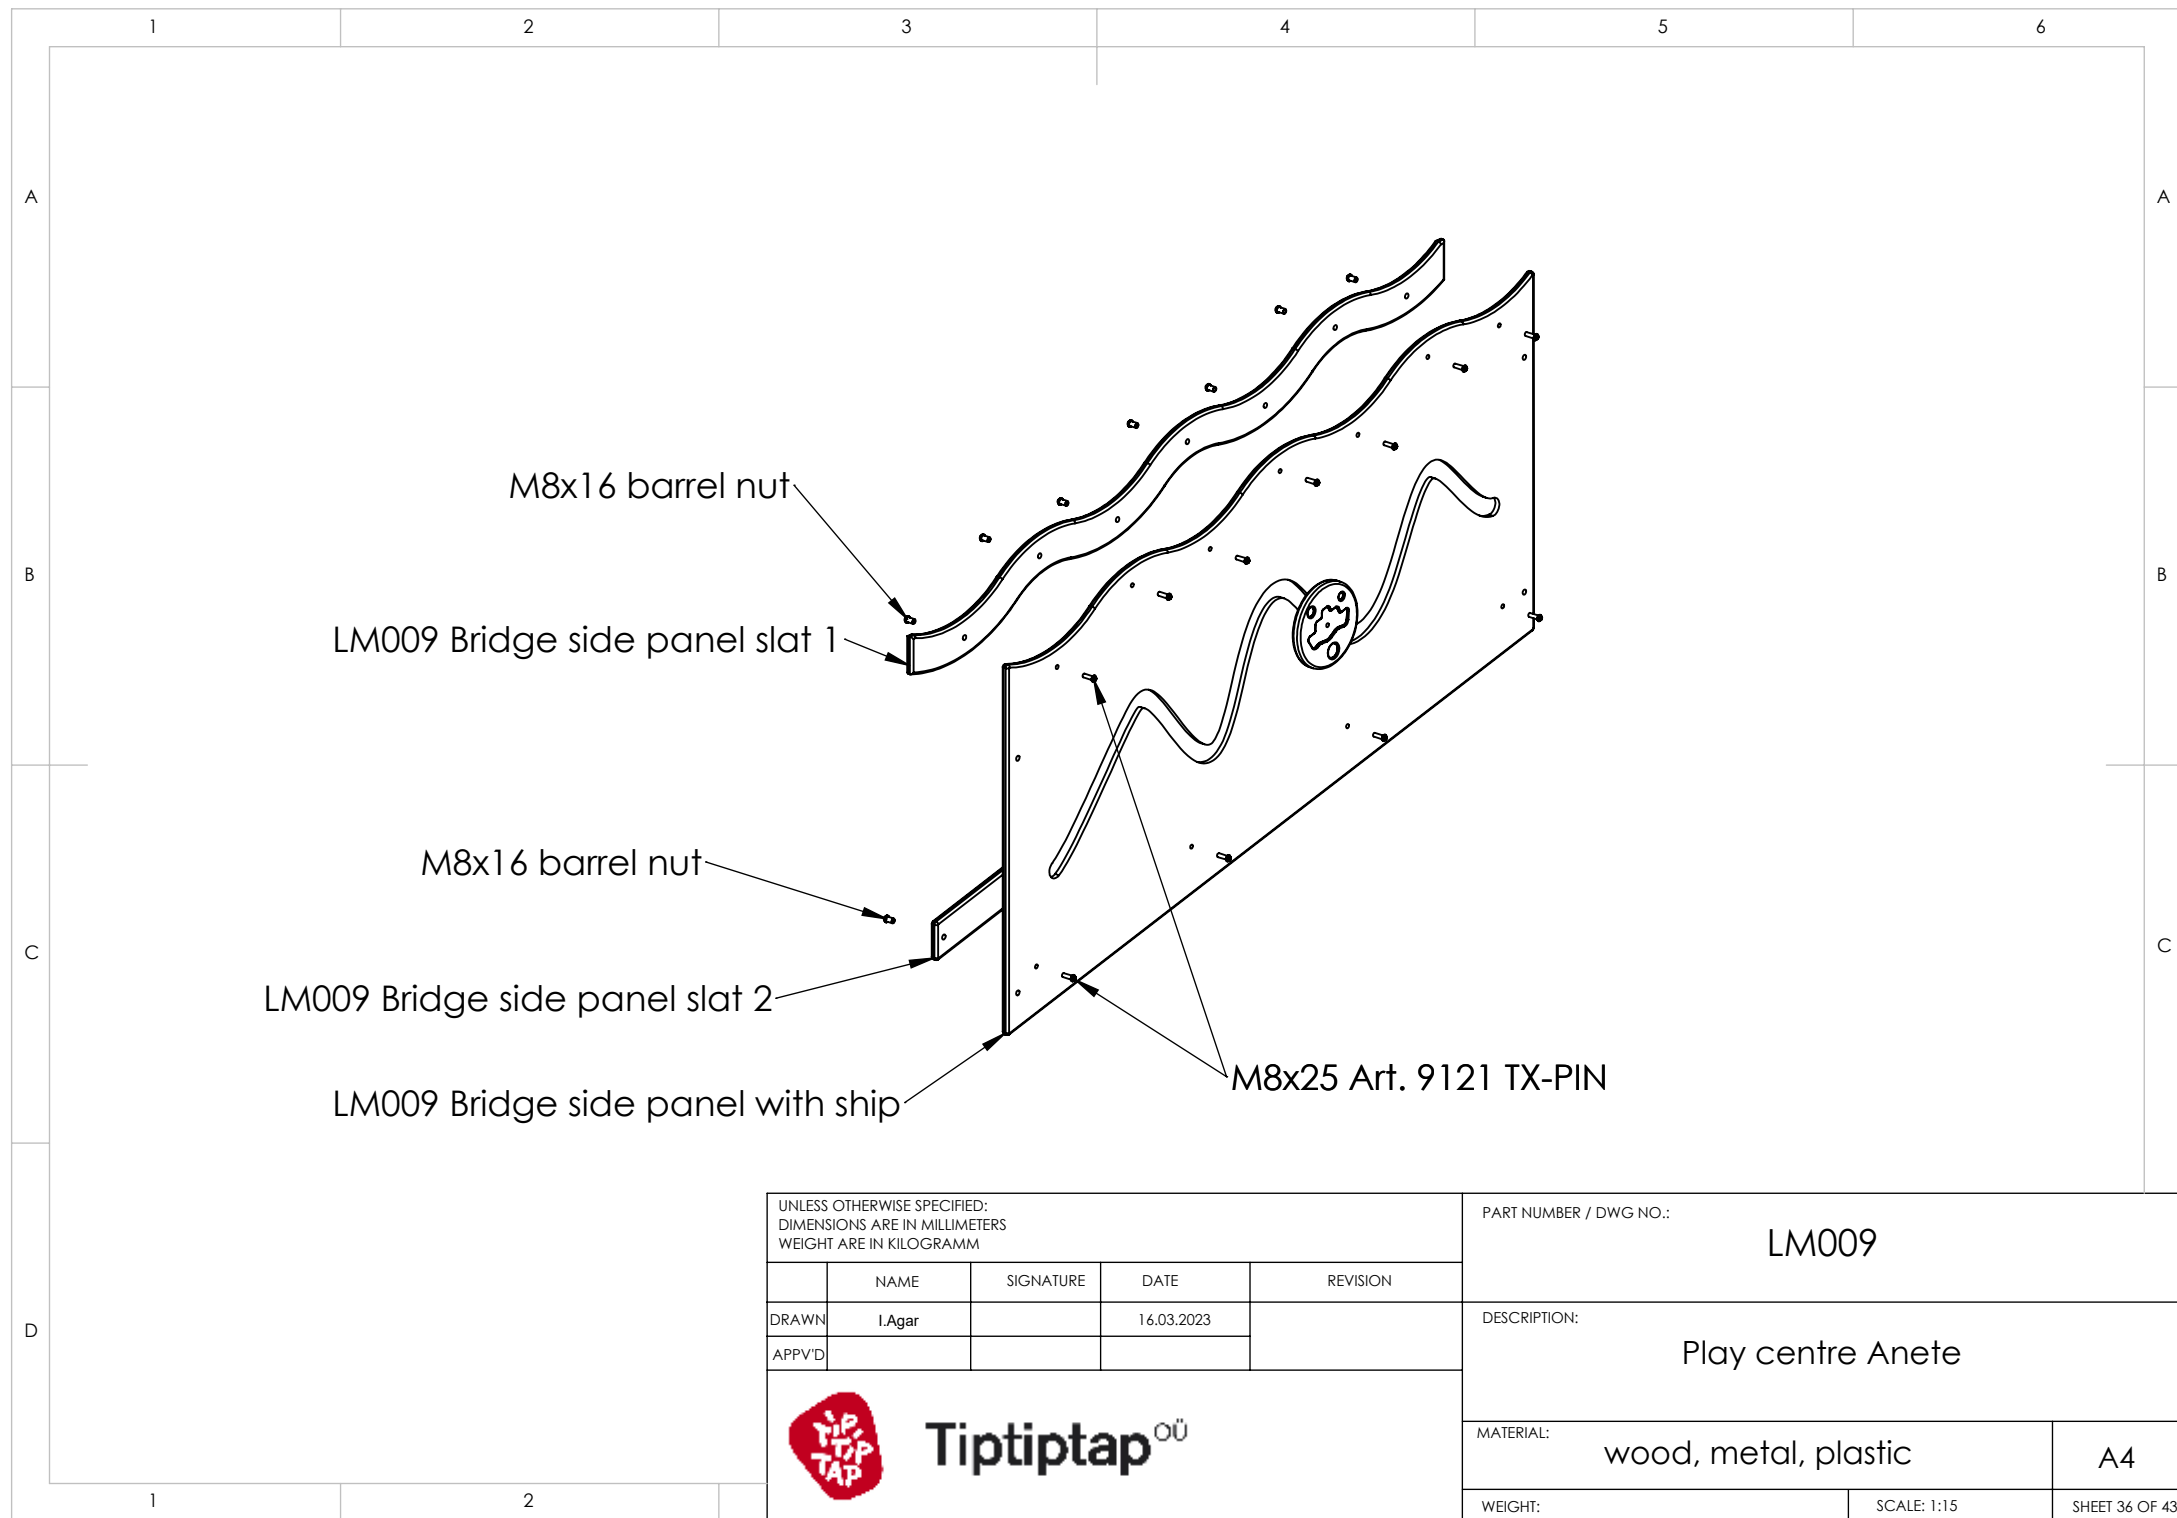 1 2 3 4 5 6
A A
M8x16 barrel nut
B B
LM009 Bridge side panel slat 1
M8x16 barrel nut
C C
LM009 Bridge side panel slat 2
M8x25 Art. 9121 TX-PIN
LM009 Bridge side panel with ship
UNLESS OTHERWISE SPECIFIED:
DIMENSIONS ARE IN MILLIMETERS
WEIGHT ARE IN KILOGRAMM
PART NUMBER / DWG NO.:
LM009
NAME SIGNATURE DATE REVISION
DRAWN I.Agar 16.03.2023
APPV'D
D
DESCRIPTION:
Play centre Anete
TIP
TIP
TAP
Tiptiptap OÜ
MATERIAL:
wood, metal, plastic
A4
WEIGHT:
SCALE: 1:15
SHEET 36 OF 43
1 2